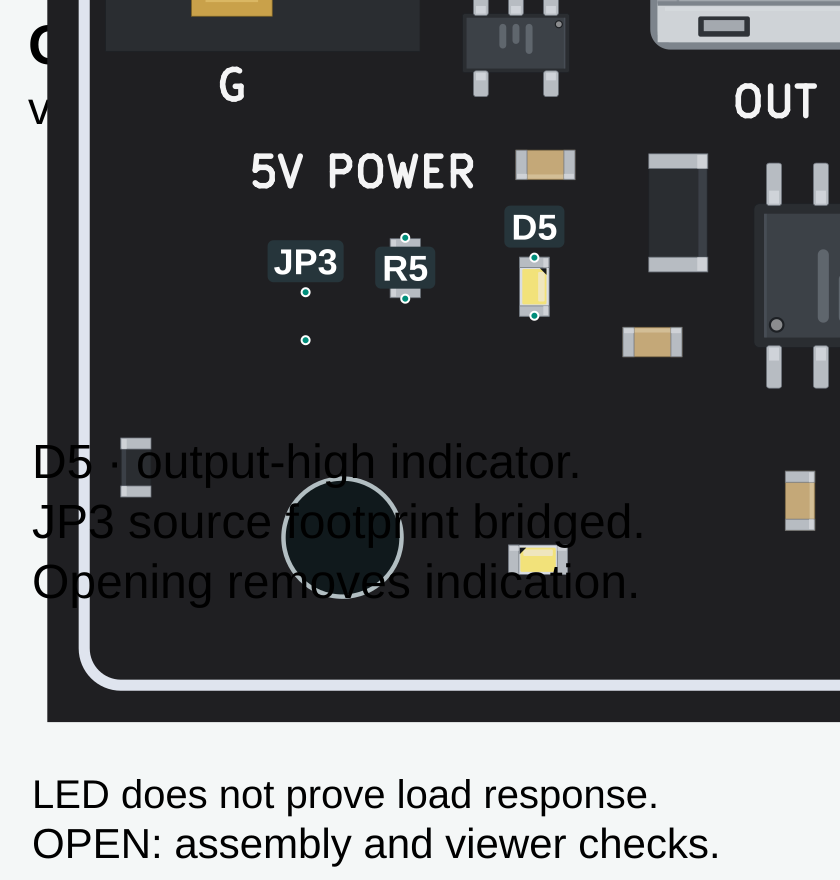 G
OUT
5V POWER
D5
JP3
R5
D5 · output-high indicator.
JP3 source footprint bridged.
Opening removes indication.
LED does not prove load response.
OPEN: assembly and viewer checks.